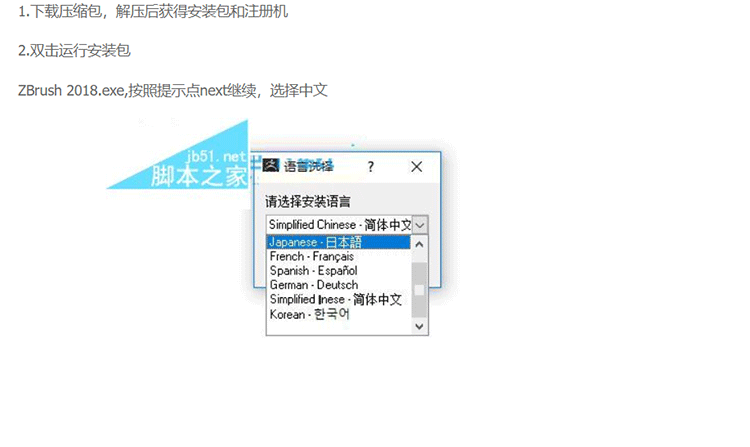 1.下载压缩包，解压后获得安装包和注册机
2.双击运行安装包
ZBrush 2018.exe,按照提示点next继续，选择中文
jb51.net
脚本之家
语言选择
请选择安装语言
Simplified Chinese - 简体中文
Japanese - 日本語
French - Français
Spanish - Español
German - Deutsch
Simplified Inese - 简体中文
Korean - 한국어